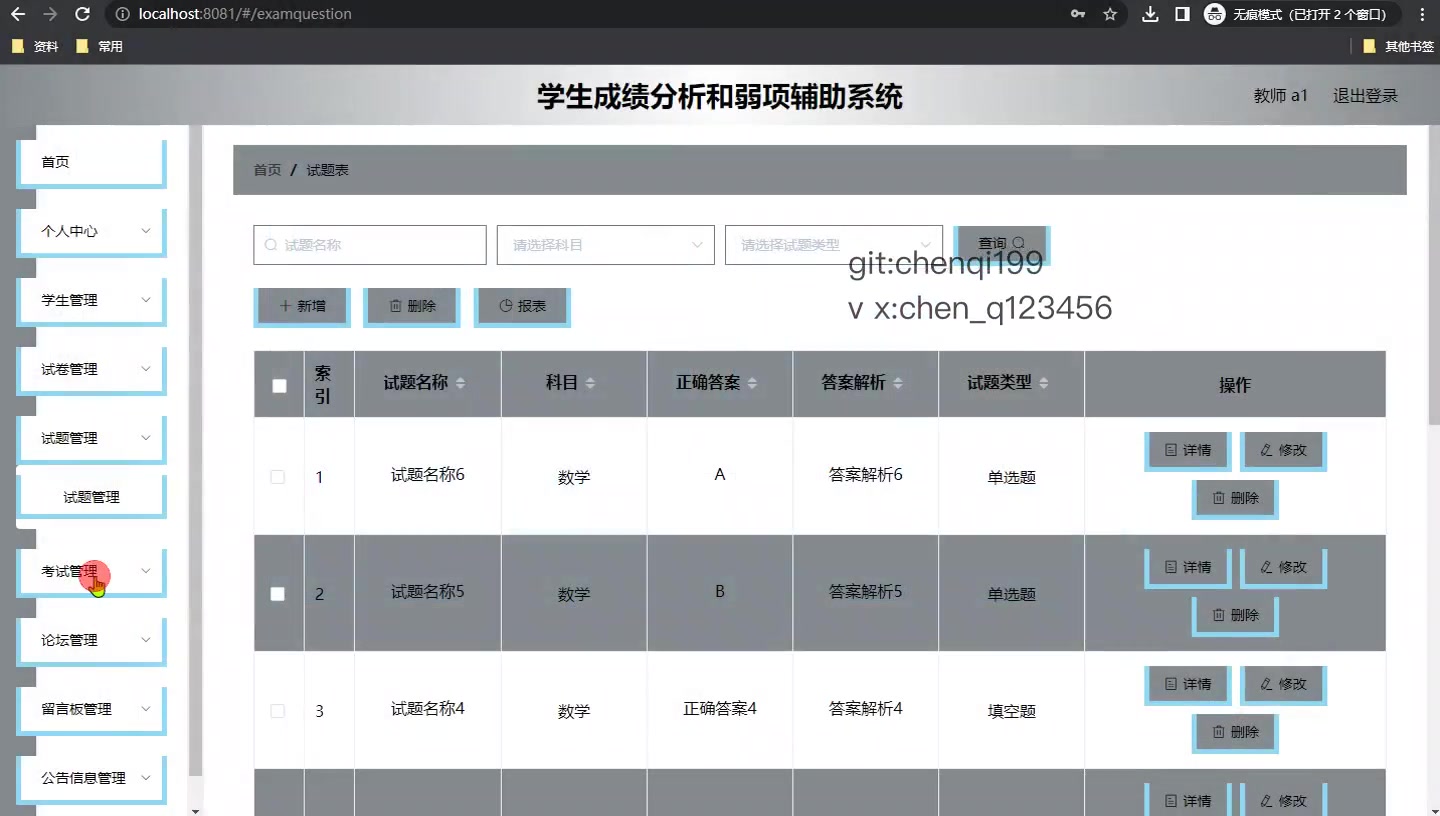 localhost:8081/#/examquestion
无痕模式（已打开 2 个窗口）
资料 常用 其他书签
学生成绩分析和弱项辅助系统
教师 a1 退出登录
首页
个人中心
学生管理
试卷管理
试题管理
试题管理
考试管理
论坛管理
留言板管理
公告信息管理
首页 / 试题表
试题名称 请选择科目 请选择试题类型 查询
git:chenqi199
v x:chen_q123456
新增 删除 报表
索引 试题名称 科目 正确答案 答案解析 试题类型 操作
1 试题名称6 数学 A 答案解析6 单选题 详情 修改
删除
2 试题名称5 数学 B 答案解析5 单选题 详情 修改
删除
3 试题名称4 数学 正确答案4 答案解析4 填空题 详情 修改
删除
详情 修改